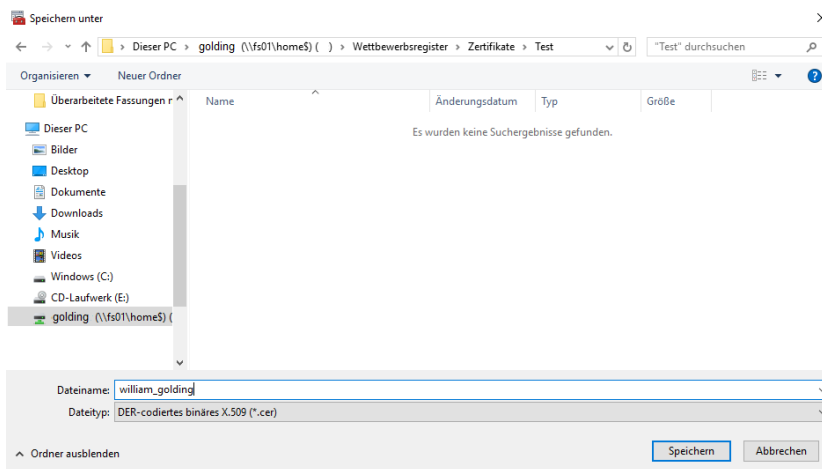 Speichern unter
Dieser PC > golding (\\fs01\home$) ( ) > Wettbewerbsregister > Zertifikate > Test
"Test" durchsuchen
Organisieren
Neuer Ordner
Überarbeitete Fassungen r
Name
Änderungsdatum
Typ
Größe
Es wurden keine Suchergebnisse gefunden.
Dieser PC
Bilder
Desktop
Dokumente
Downloads
Musik
Videos
Windows (C:)
CD-Laufwerk (E:)
golding (\\fs01\home$) (
Dateiname: william_golding
Dateityp: DER-codiertes binäres X.509 (*.cer)
Ordner ausblenden
Speichern
Abbrechen